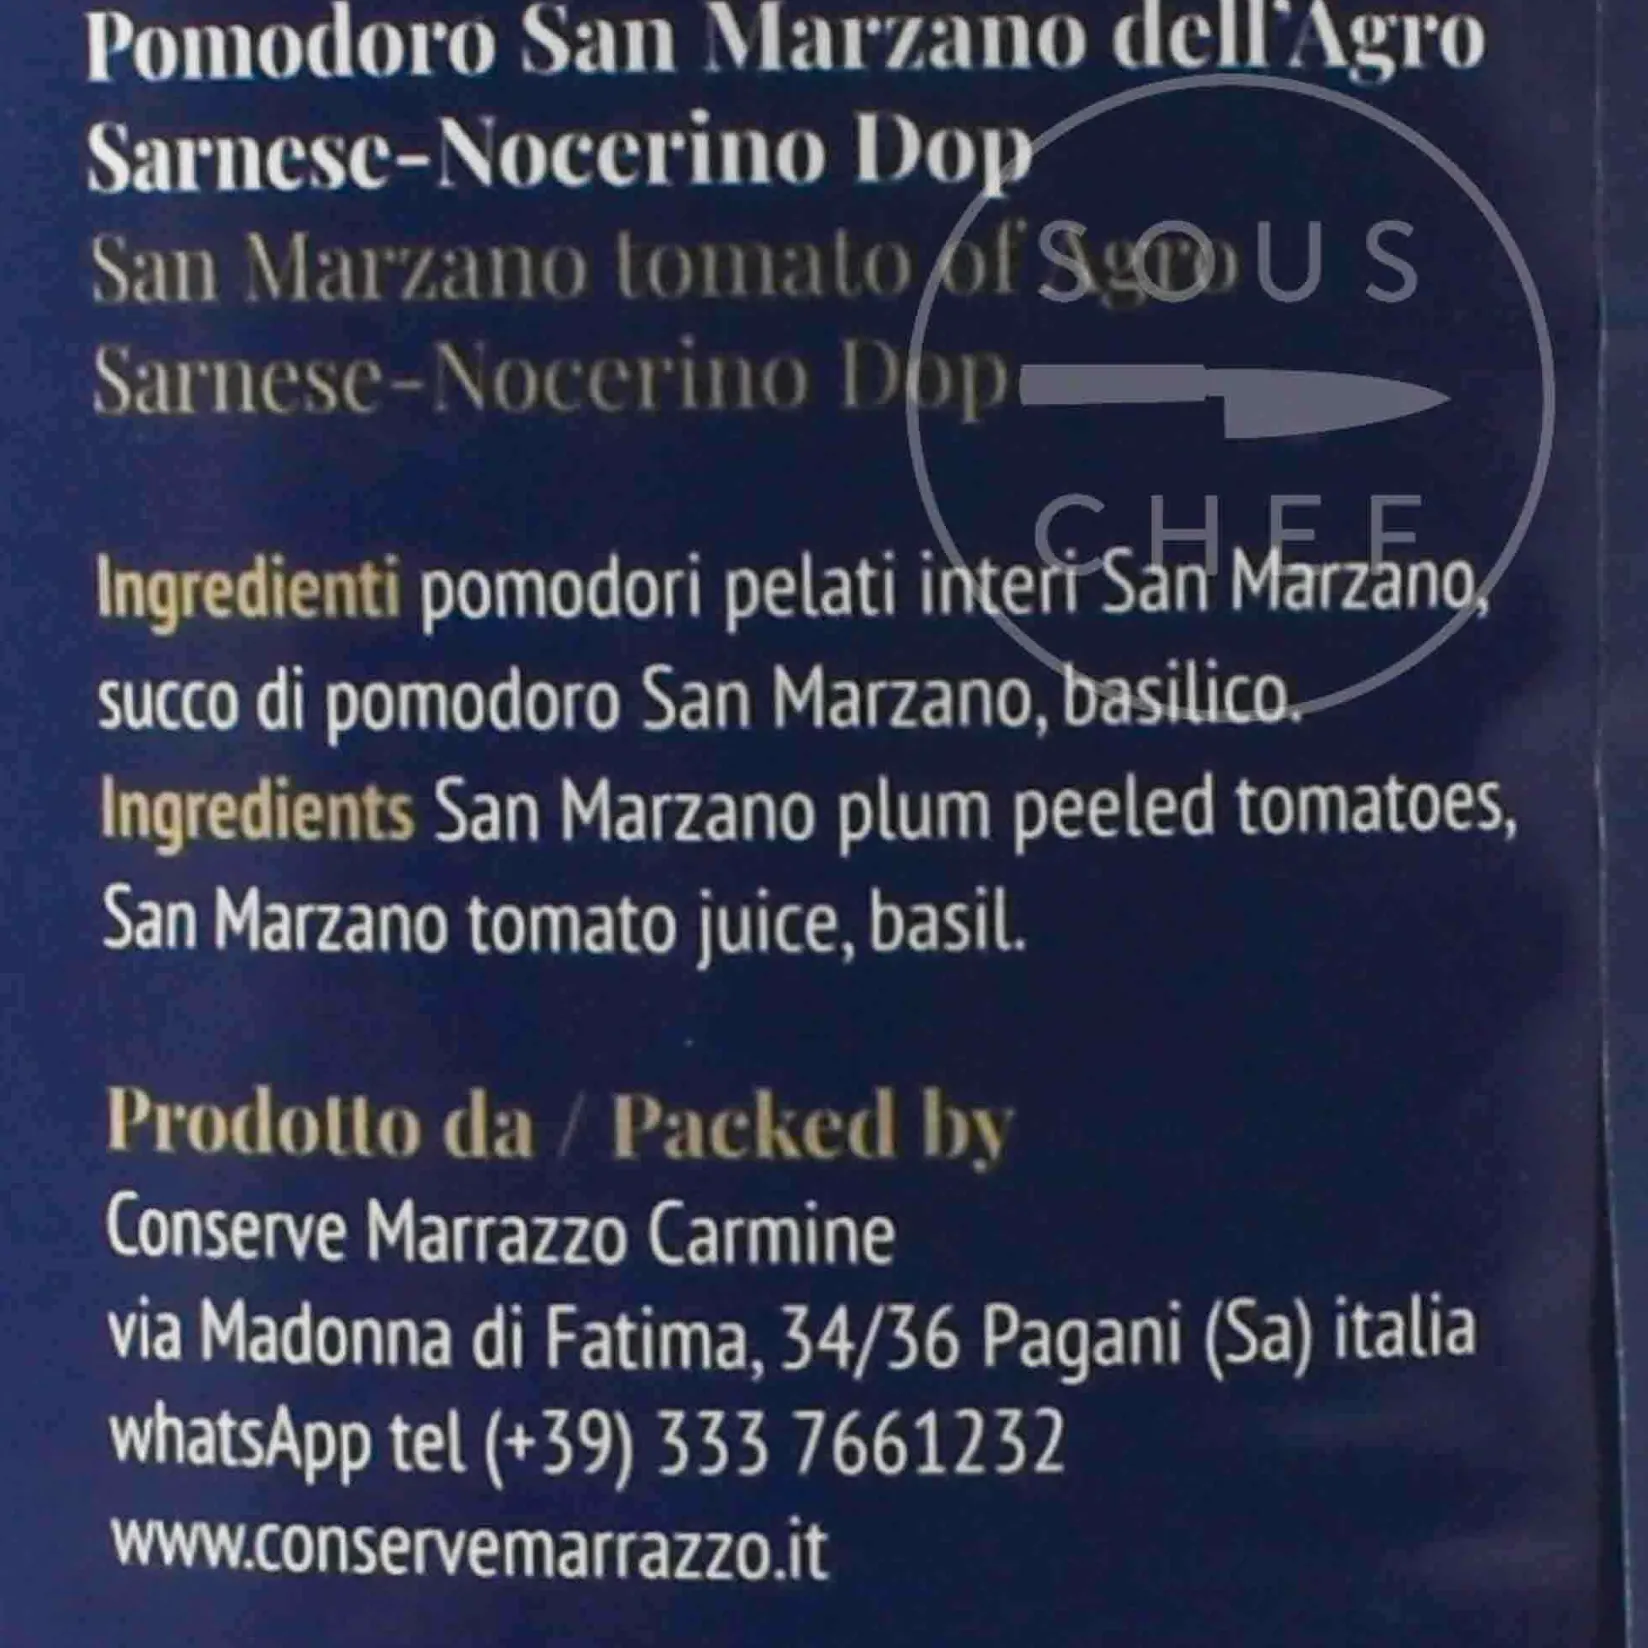 Pomodoro San Marzano dell'Agro
Sarnese-Nocerino Dop
San Marzano tomato of Agro
Sarnese-Nocerino Dop
SOUS
CHEF
Ingredienti pomodori pelati interi San Marzano,
succo di pomodoro San Marzano, basilico.
Ingredients San Marzano plum peeled tomatoes,
San Marzano tomato juice, basil.
Prodotto da / Packed by
Conserve Marrazzo Carmine
via Madonna di Fatima, 34/36 Pagani (Sa) italia
whatsApp tel (+39) 333 7661232
www.conservemarrazzo.it